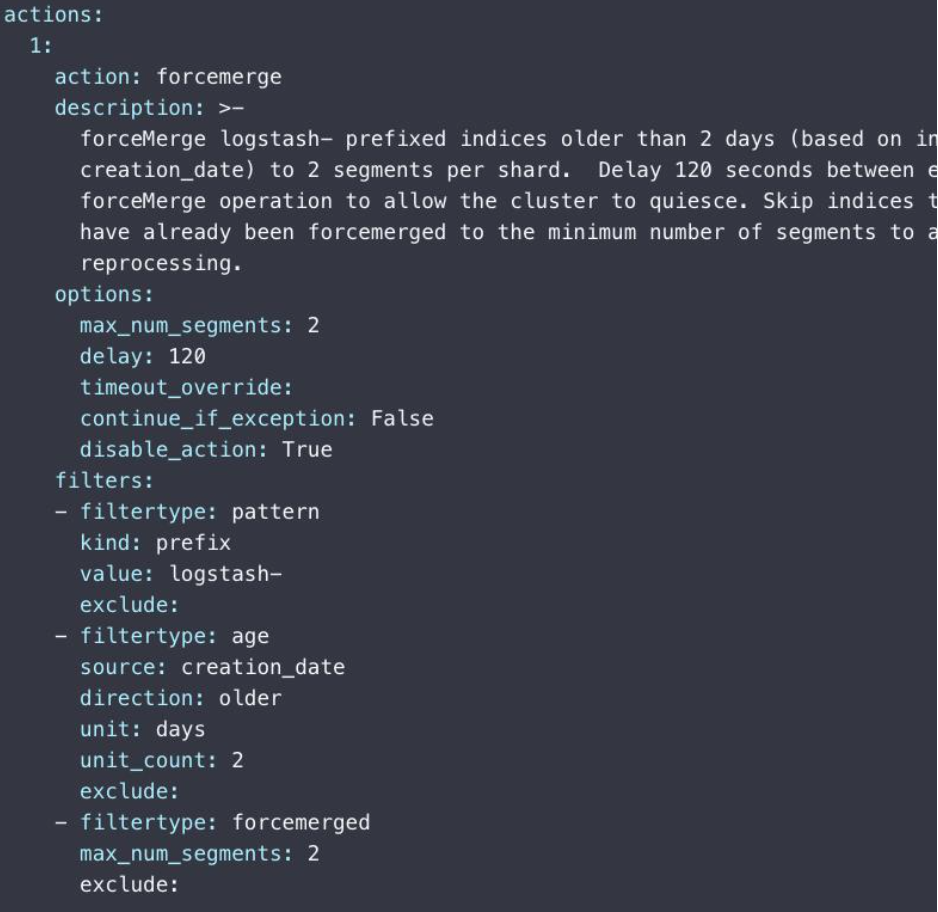 actions:
  1:
    action: forcemerge
    description: >-
      forceMerge logstash- prefixed indices older than 2 days (based on in
      creation_date) to 2 segments per shard.  Delay 120 seconds between e
      forceMerge operation to allow the cluster to quiesce. Skip indices t
      have already been forcemerged to the minimum number of segments to a
      reprocessing.
    options:
      max_num_segments: 2
      delay: 120
      timeout_override:
      continue_if_exception: False
      disable_action: True
    filters:
    - filtertype: pattern
      kind: prefix
      value: logstash-
      exclude:
    - filtertype: age
      source: creation_date
      direction: older
      unit: days
      unit_count: 2
      exclude:
    - filtertype: forcemerged
      max_num_segments: 2
      exclude: